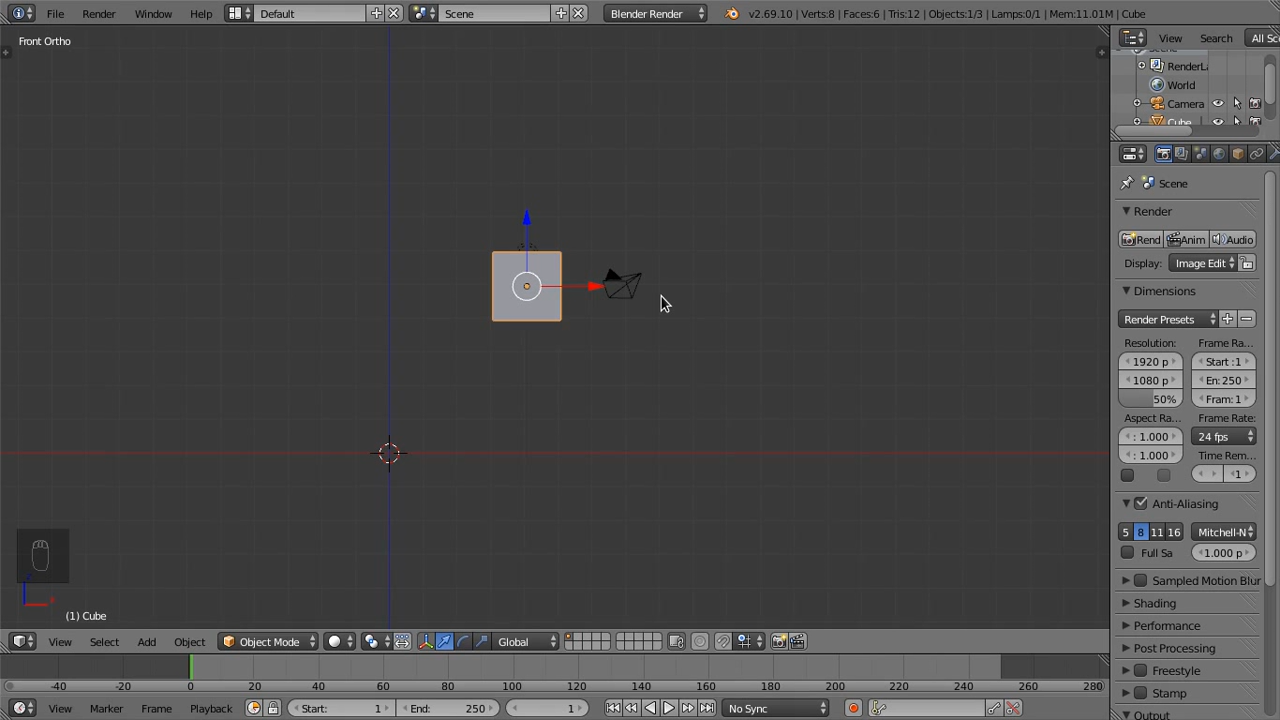 File Render Window Help Default Scene Blender Render v2.69.10 | Verts:8 | Faces:6 | Tris:12 | Objects:1/3 | Lamps:0/1 | Mem:11.01M | Cube
Front Ortho
View Search All Sce
RenderL
World
Camera
Cube
Scene
Render
Rend Anim Audio
Display: Image Edit
Dimensions
Render Presets
Resolution: Frame Ra...
1920 p Start :1
1080 p En: 250
50% Fram: 1
Aspect Ra... Frame Rate:
: 1.000 24 fps
: 1.000 Time Rem...
1
Anti-Aliasing
5 8 11 16 Mitchell-N
Full Sa 1.000 p
Sampled Motion Blur
Shading
Performance
Post Processing
Freestyle
Stamp
Output
(1) Cube
View Select Add Object Object Mode Global
-40 -20 0 20 40 60 80 100 120 140 160 180 200 220 240 260 280
View Marker Frame Playback Start: 1 End: 250 1 No Sync